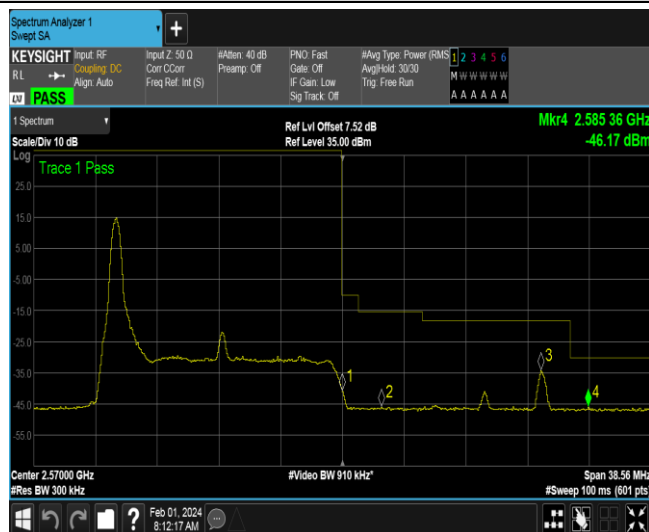 Spectrum Analyzer 1
Swept SA
+
KEYSIGHT Input: RF Input Z: 50 Ω #Atten: 40 dB PNO: Fast #Avg Type: Power (RMS 1 2 3 4 5 6
RL Coupling: DC Corr CCorr Preamp: Off Gate: Off Avg|Hold: 30/30 M W W W W W
Align: Auto Freq Ref: Int (S) IF Gain: Low Trig: Free Run
LXI PASS Sig Track: Off A A A A A A
1 Spectrum Ref Lvl Offset 7.52 dB Mkr4 2.585 36 GHz
Scale/Div 10 dB Ref Level 35.00 dBm -46.17 dBm
Log
Trace 1 Pass
25.0
15.0
5.00
-5.00
-15.0
-25.0
-35.0
-45.0
-55.0
1
2
3
4
Center 2.57000 GHz #Video BW 910 kHz* Span 38.56 MHz
#Res BW 300 kHz #Sweep 100 ms (601 pts)
? Feb 01, 2024
8:12:17 AM